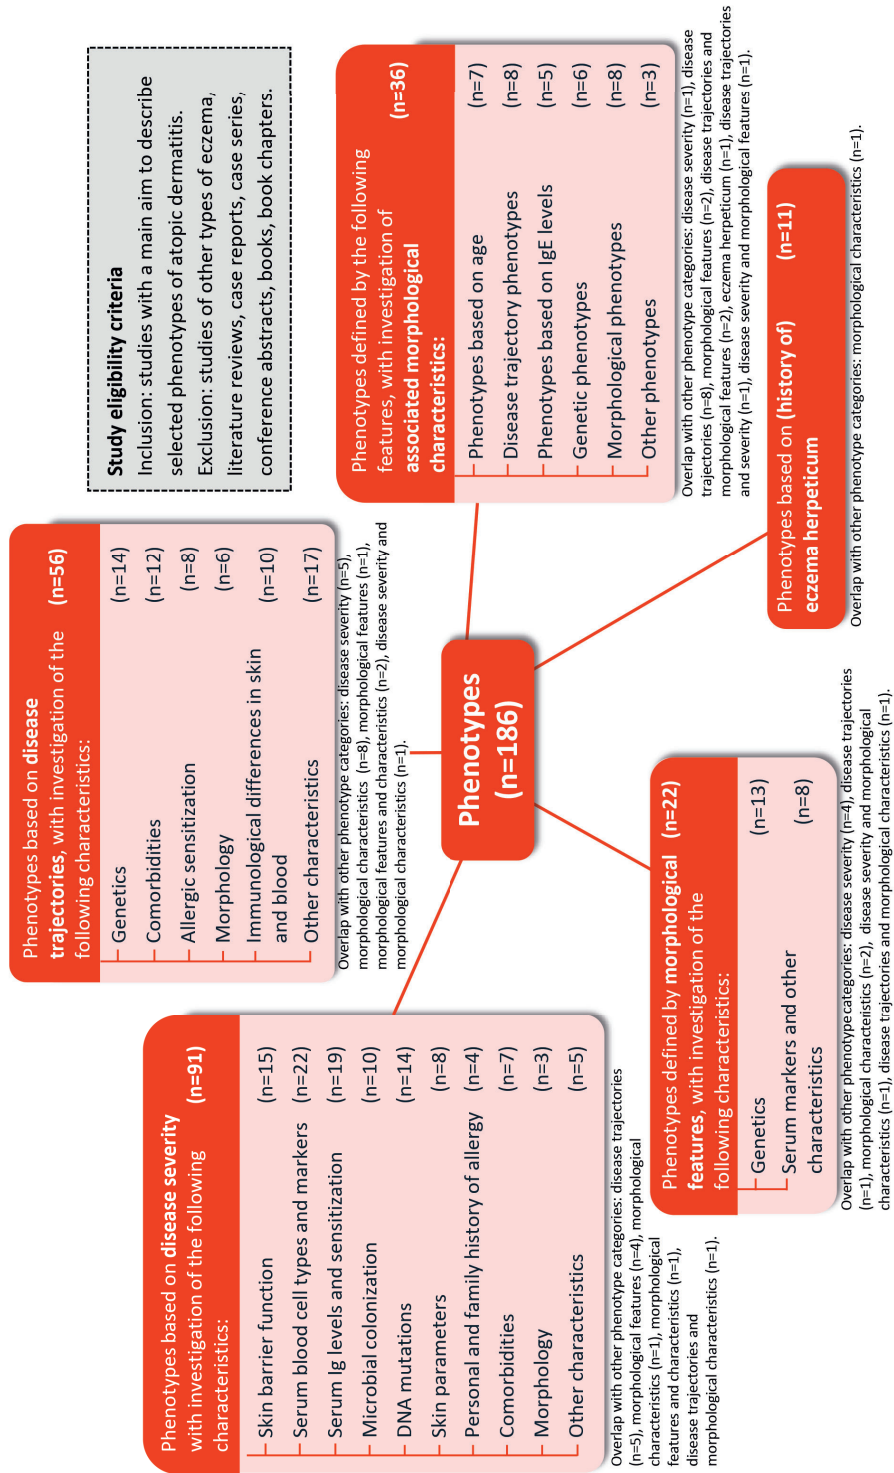 Phenotypes based on disease severity
with investigation of the following (n=91)
characteristics:
Skin barrier function (n=15)
Serum blood cell types and markers (n=22)
Serum Ig levels and sensitization (n=19)
Microbial colonization (n=10)
DNA mutations (n=14)
Skin parameters (n=8)
Personal and family history of allergy (n=4)
Comorbidities (n=7)
Morphology (n=3)
Other characteristics (n=5)
Overlap with other phenotype categories: disease trajectories
(n=5), morphological features (n=4), morphological
characteristics (n=1), morphological
features and characteristics (n=1),
disease trajectories and
morphological characteristics (n=1).
Phenotypes based on disease
trajectories, with investigation of the (n=56)
following characteristics:
Genetics (n=14)
Comorbidities (n=12)
Allergic sensitization (n=8)
Morphology (n=6)
Immunological differences in skin (n=10)
and blood
Other characteristics (n=17)
Overlap with other phenotype categories: disease severity (n=5),
morphological characteristics (n=8), morphological features (n=1),
morphological features and characteristics (n=2), disease severity and
morphological characteristics (n=1).
Study eligibility criteria
Inclusion: studies with a main aim to describe
selected phenotypes of atopic dermatitis.
Exclusion: studies of other types of eczema,
literature reviews, case reports, case series,
conference abstracts, books, book chapters.
Phenotypes defined by the following
features, with investigation of
associated morphological (n=36)
characteristics:
Phenotypes based on age (n=7)
Disease trajectory phenotypes (n=8)
Phenotypes based on IgE levels (n=5)
Genetic phenotypes (n=6)
Morphological phenotypes (n=8)
Other phenotypes (n=3)
Overlap with other phenotype categories: disease severity (n=1), disease
trajectories (n=8), morphological features (n=2), disease trajectories and
morphological features (n=2), eczema herpeticum (n=1), disease trajectories
and severity (n=1), disease severity and morphological features (n=1).
Phenotypes
(n=186)
Phenotypes defined by morphological (n=22)
features, with investigation of the
following characteristics:
Genetics (n=13)
Serum markers and other (n=8)
characteristics
Overlap with other phenotype categories: disease severity (n=4), disease trajectories
(n=1), morphological characteristics (n=2), disease severity and morphological
characteristics (n=1), disease trajectories and morphological characteristics (n=1).
Phenotypes based on (history of) (n=11)
eczema herpeticum
Overlap with other phenotype categories: morphological characteristics (n=1).